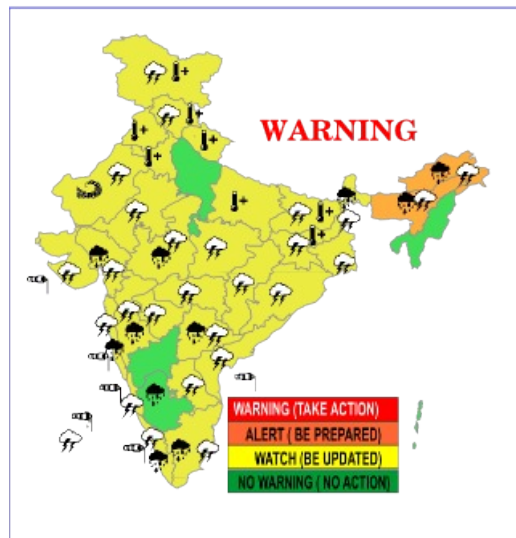 WARNING
WARNING (TAKE ACTION)
ALERT ( BE PREPARED)
WATCH (BE UPDATED)
NO WARNING ( NO ACTION)